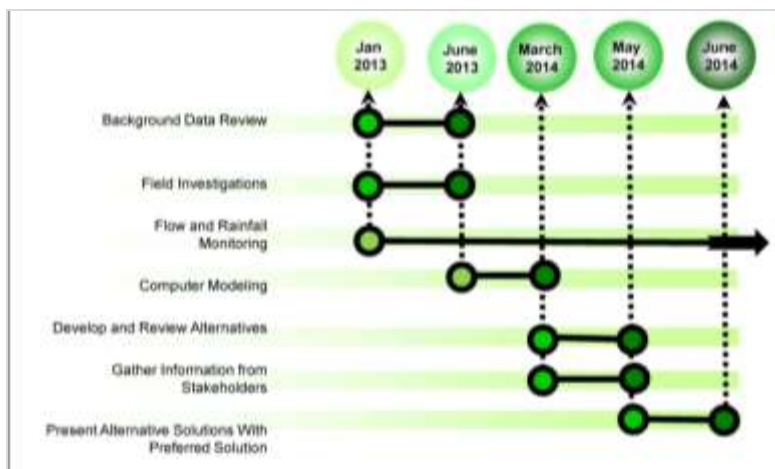 Jan
2013
June
2013
March
2014
May
2014
June
2014
Background Data Review
Field Investigations
Flow and Rainfall
Monitoring
Computer Modeling
Develop and Review Alternatives
Gather Information from
Stakeholders
Present Alternative Solutions With
Preferred Solution